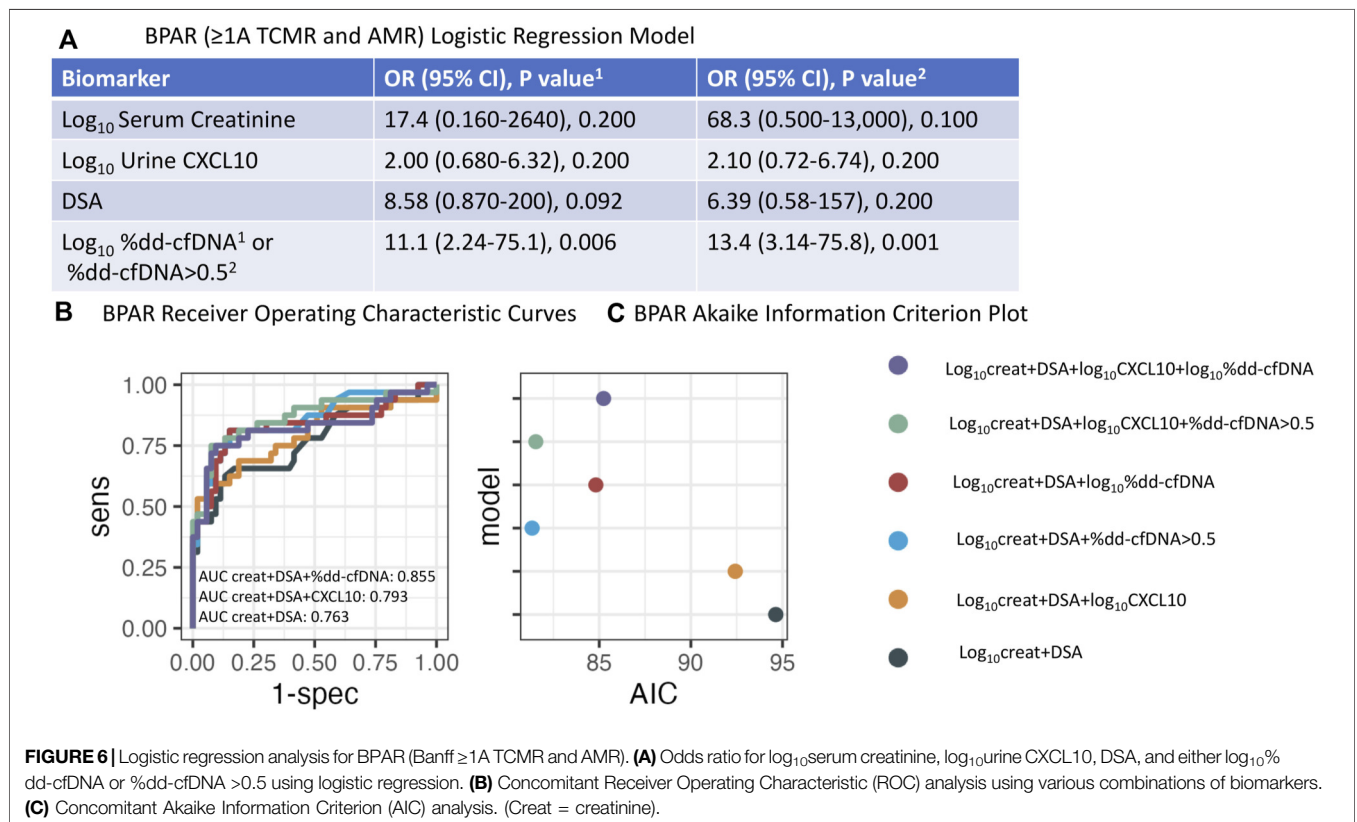 A BPAR (≥1A TCMR and AMR) Logistic Regression Model
Biomarker OR (95% CI), P value¹ OR (95% CI), P value²
Log₁₀ Serum Creatinine 17.4 (0.160-2640), 0.200 68.3 (0.500-13,000), 0.100
Log₁₀ Urine CXCL10 2.00 (0.680-6.32), 0.200 2.10 (0.72-6.74), 0.200
DSA 8.58 (0.870-200), 0.092 6.39 (0.58-157), 0.200
Log₁₀ %dd-cfDNA¹ or 11.1 (2.24-75.1), 0.006 13.4 (3.14-75.8), 0.001
%dd-cfDNA>0.5²
B BPAR Receiver Operating Characteristic Curves
1.00
0.75
0.50
0.25
0.00
sens
AUC creat+DSA+%dd-cfDNA: 0.855
AUC creat+DSA+CXCL10: 0.793
AUC creat+DSA: 0.763
0.00 0.25 0.50 0.75 1.00
1-spec
C BPAR Akaike Information Criterion Plot
model
85 90 95
AIC
Log₁₀creat+DSA+log₁₀CXCL10+log₁₀%dd-cfDNA
Log₁₀creat+DSA+log₁₀CXCL10+%dd-cfDNA>0.5
Log₁₀creat+DSA+log₁₀%dd-cfDNA
Log₁₀creat+DSA+%dd-cfDNA>0.5
Log₁₀creat+DSA+log₁₀CXCL10
Log₁₀creat+DSA
FIGURE 6 | Logistic regression analysis for BPAR (Banff ≥1A TCMR and AMR). (A) Odds ratio for log₁₀serum creatinine, log₁₀urine CXCL10, DSA, and either log₁₀%
dd-cfDNA or %dd-cfDNA >0.5 using logistic regression. (B) Concomitant Receiver Operating Characteristic (ROC) analysis using various combinations of biomarkers.
(C) Concomitant Akaike Information Criterion (AIC) analysis. (Creat = creatinine).